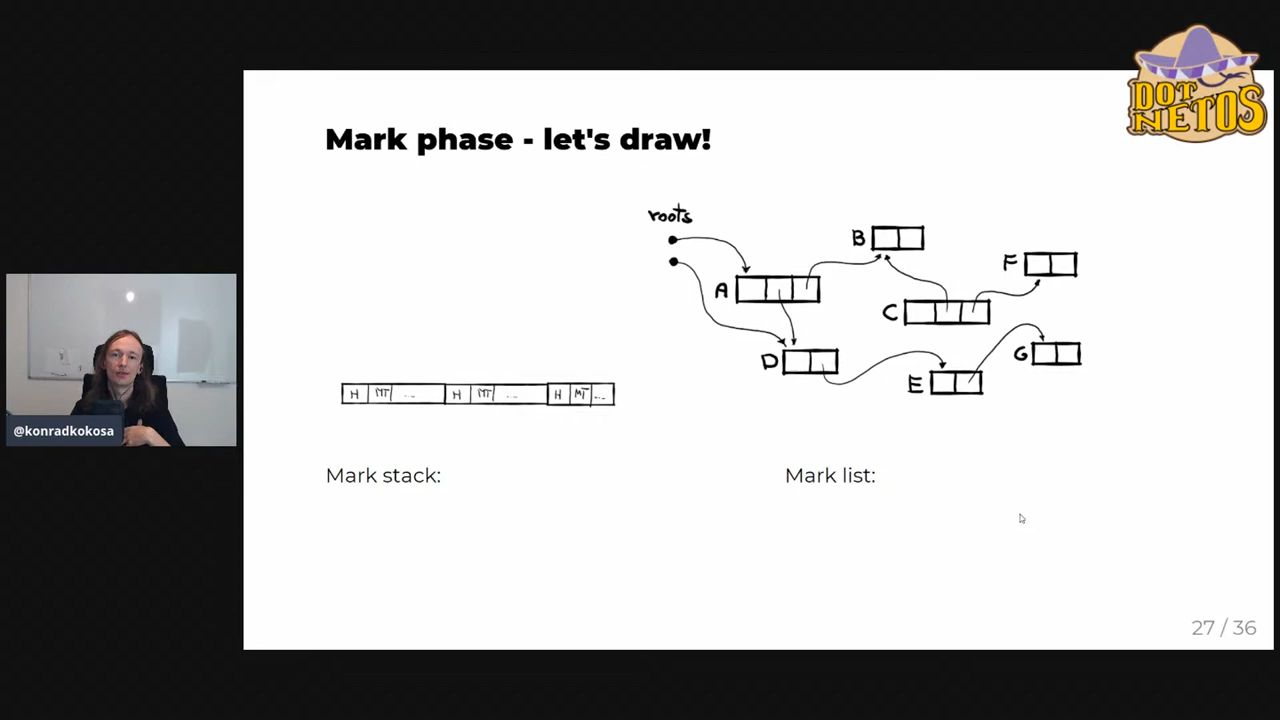 DOT
NETOS
Mark phase - let's draw!
roots
B
F
A
C
D
G
E
H MT ... H MT ... H MT ...
@konradkokosa
Mark stack:
Mark list:
27 / 36